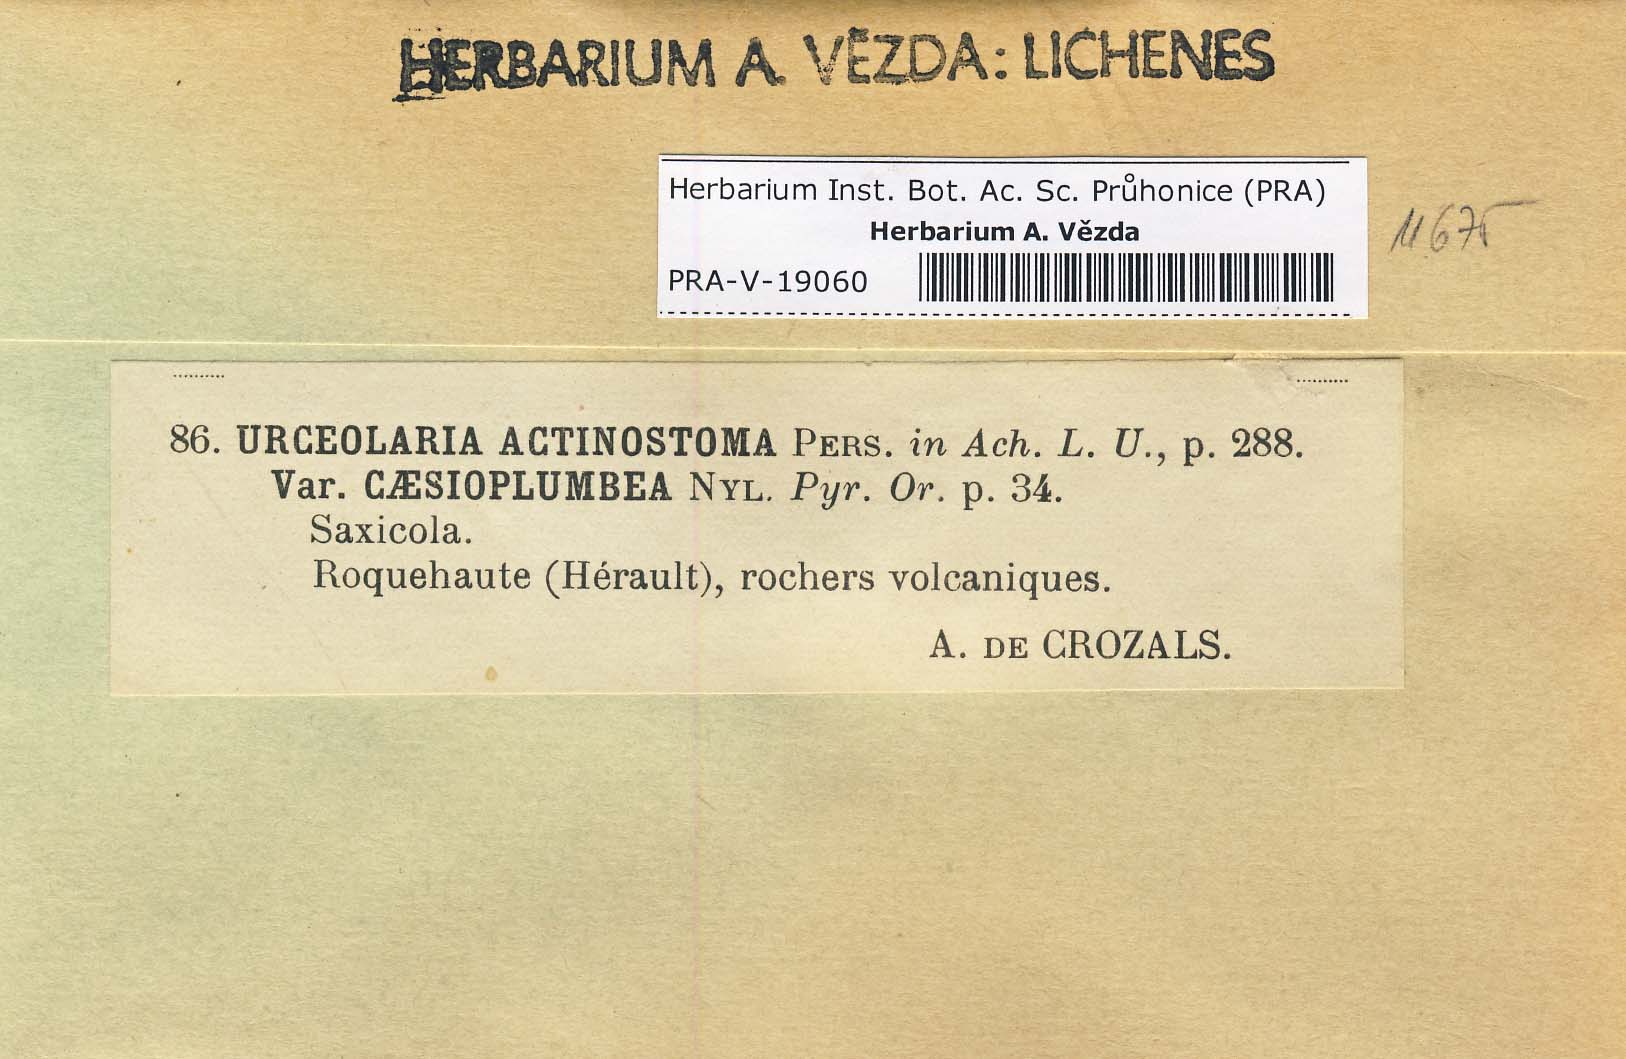 HERBARIUM A. VĚZDA: LICHENES
Herbarium Inst. Bot. Ac. Sc. Průhonice (PRA)
Herbarium A. Vězda
PRA-V-19060
11675
86. URCEOLARIA ACTINOSTOMA PERS. in Ach. L. U., p. 288.
Var. CÆSIOPLUMBEA NYL. Pyr. Or. p. 34.
Saxicola.
Roquehaute (Hérault), rochers volcaniques.
A. DE CROZALS.